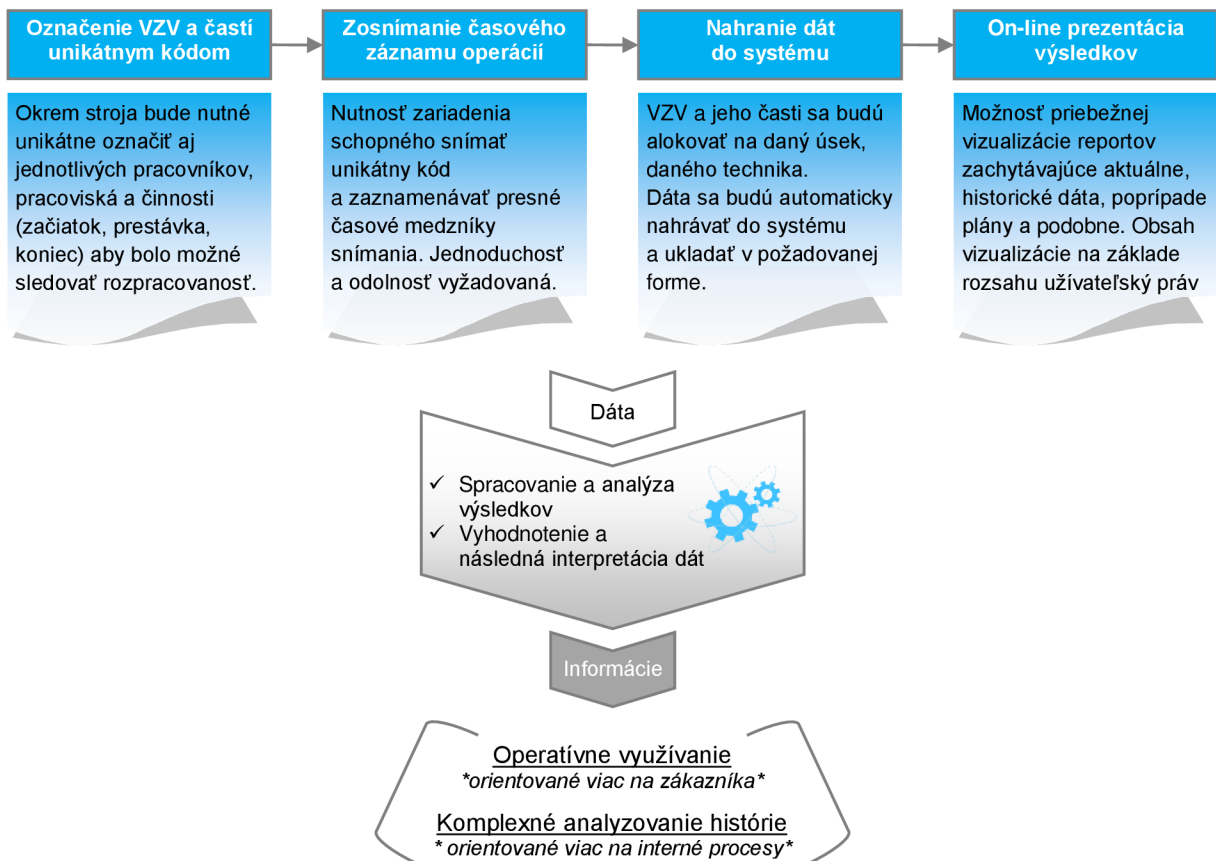 Označenie VZV a častí
unikátnym kódom
Zosnímanie časového
záznamu operácií
Nahranie dát
do systému
On-line prezentácia
výsledkov
Okrem stroja bude nutné
unikátne označiť aj
jednotlivých pracovníkov,
pracoviská a činnosti
(začiatok, prestávka,
koniec) aby bolo možné
sledovať rozpracovanosť.
Nutnosť zariadenia
schopného snímať
unikátny kód
a zaznamenávať presné
časové medzníky
snímania. Jednoduchosť
a odolnosť vyžadovaná.
VZV a jeho časti sa budú
alokovať na daný úsek,
daného technika.
Dáta sa budú automaticky
nahrávať do systému
a ukladať v požadovanej
forme.
Možnosť priebežnej
vizualizácie reportov
zachytávajúce aktuálne,
historické dáta, poprípade
plány a podobne. Obsah
vizualizácie na základe
rozsahu užívateľský práv
Dáta
✓ Spracovanie a analýza
výsledkov
✓ Vyhodnotenie a
následná interpretácia dát
Informácie
Operatívne využívanie
*orientované viac na zákazníka*
Komplexné analyzovanie histórie
* orientované viac na interné procesy*